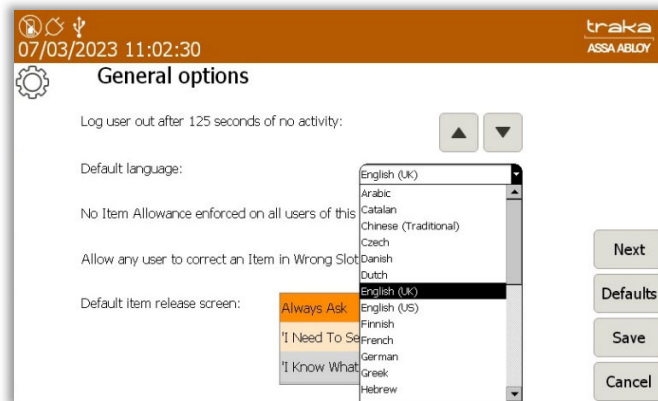 traka
07/03/2023 11:02:30
ASSA ABLOY
General options
Log user out after 125 seconds of no activity:
Default language:
English (UK)
Arabic
Catalan
Chinese (Traditional)
Czech
Danish
Dutch
English (UK)
English (US)
Finnish
French
German
Greek
Hebrew
No Item Allowance enforced on all users of this
Allow any user to correct an Item in Wrong Slot
Default item release screen:
Always Ask
'I Need To Se
'I Know What
Next
Defaults
Save
Cancel